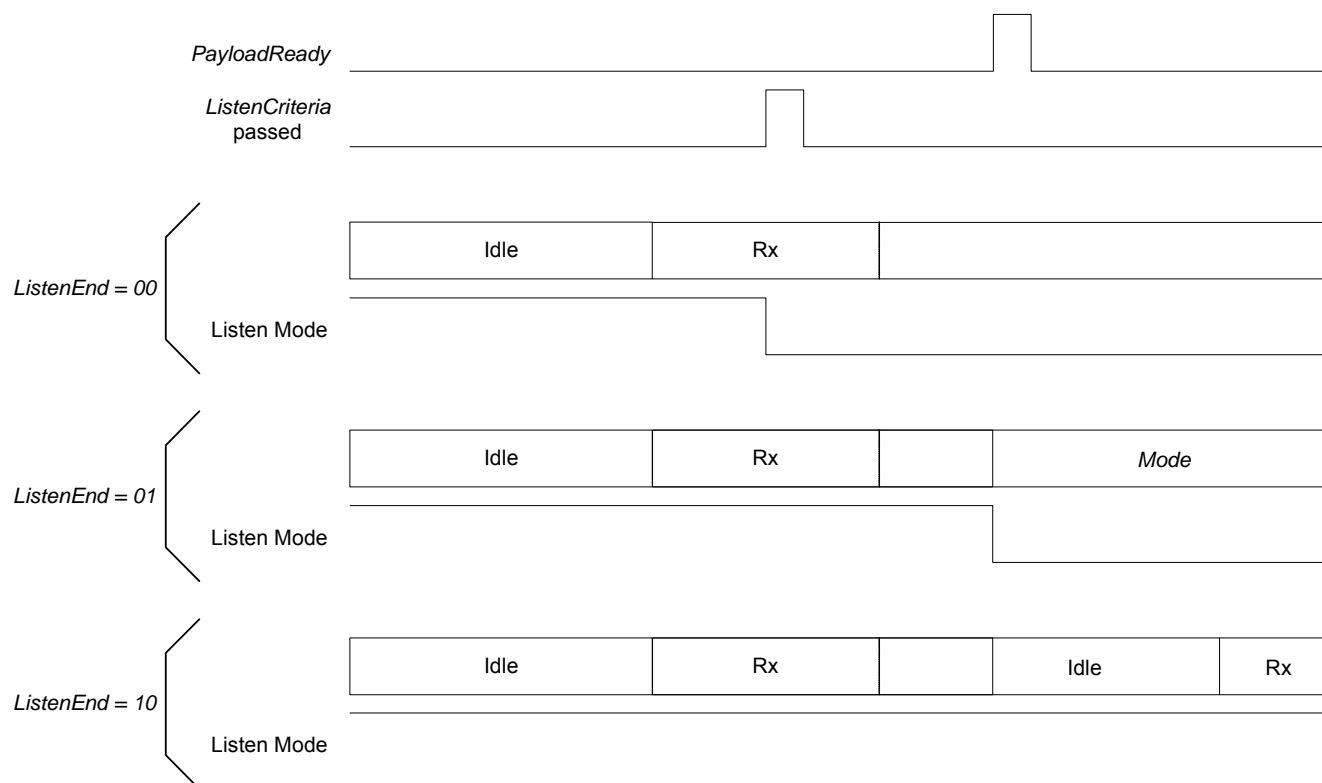 PayloadReady
ListenCriteria
passed
Idle
Rx
ListenEnd = 00
Listen Mode
Idle
Rx
Mode
ListenEnd = 01
Listen Mode
Idle
Rx
Idle
Rx
ListenEnd = 10
Listen Mode